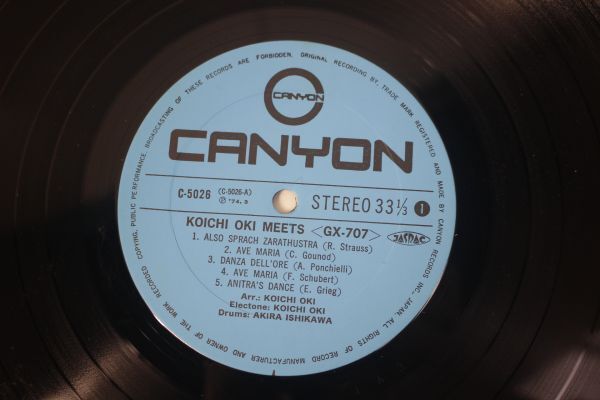 CANYON
CANYON
C-5026 (C-5026-A)
℗ '74.3
STEREO 33 1/3 1
KOICHI OKI MEETS <GX-707>
JASRAC
1. ALSO SPRACH ZARATHUSTRA (R. Strauss)
2. AVE MARIA (C. Gounod)
3. DANZA DELL'ORE (A. Ponchielli)
4. AVE MARIA (F. Schubert)
5. ANITRA'S DANCE (E. Grieg)
Arr.: KOICHI OKI
Electone: KOICHI OKI
Drums: AKIRA ISHIKAWA
ORIGINAL RECORDING BY, TRADE MARK REGISTERED AND MADE BY CANYON RECORDS INC., JAPAN. ALL RIGHTS OF RECORD MANUFACTURER AND OWNER OF THE WORK RECORDED COPYING, PUBLIC PERFORMANCE BROADCASTING OF THESE RECORDS ARE FORBIDDEN.